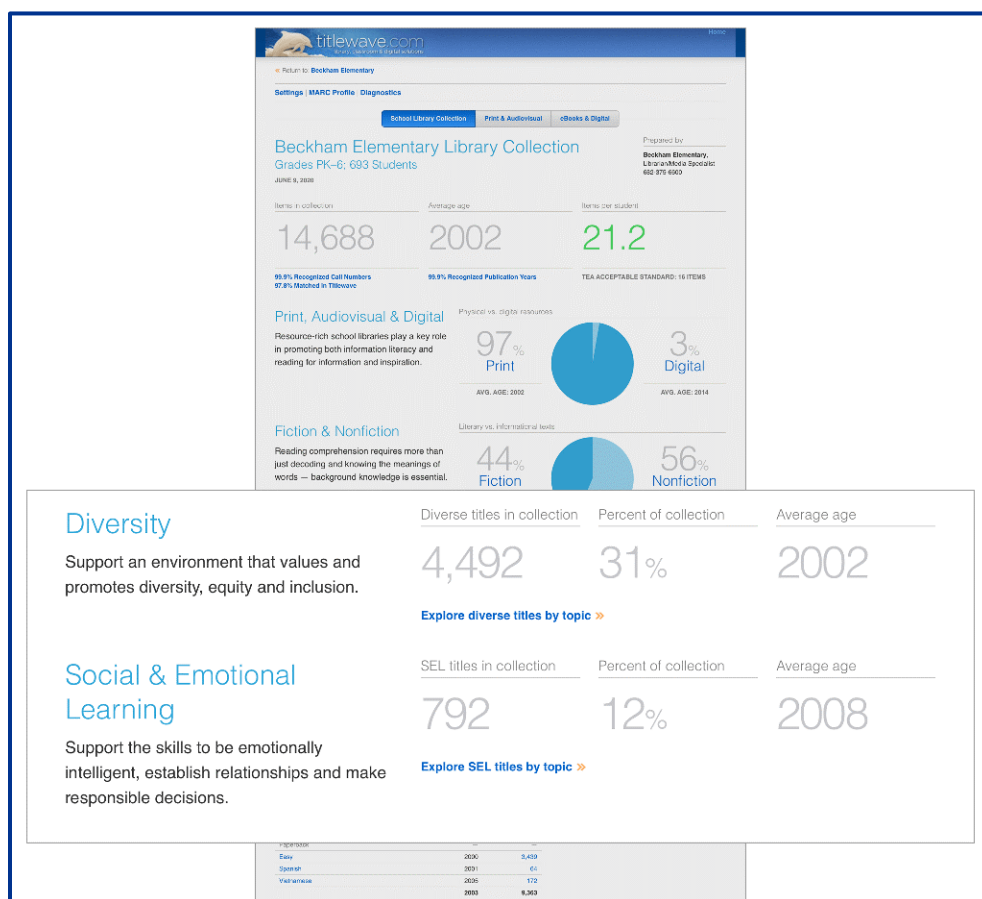 titlewave.com
Home
« Return to: Beckham Elementary
Settings | MARC Profile Diagnostics
School Library Collection Print & Audiovisual eBooks & Digital
Beckham Elementary Library Collection
Grades PK–6; 693 Students
Prepared by
Beckham Elementary,
Librarian/Media Specialist
Items in collection Average age Items per student
14,688 2002 21.2
99.9% Recognized Call Numbers 99.9% Recognized Publication Years TEA ACCEPTABLE STANDARD: 16 ITEMS
97.8% Matched in Titlewave
Print, Audiovisual & Digital
Physical vs. digital resources
Resource-rich school libraries play a key role
in promoting both information literacy and
reading for information and inspiration.
97% Print
AVG. AGE: 2002
3% Digital
AVG. AGE: 2014
Fiction & Nonfiction
Literary vs. informational texts
Reading comprehension requires more than
just decoding and knowing the meanings of
words — background knowledge is essential.
44% Fiction
56% Nonfiction
Diversity
Support an environment that values and
promotes diversity, equity and inclusion.
Diverse titles in collection Percent of collection Average age
4,492 31% 2002
Explore diverse titles by topic »
Social & Emotional
Learning
Support the skills to be emotionally
intelligent, establish relationships and make
responsible decisions.
SEL titles in collection Percent of collection Average age
792 12% 2008
Explore SEL titles by topic »
Easy 2000 3,439
Spanish 2001 64
Vietnamese 2005 172
2003 9,363